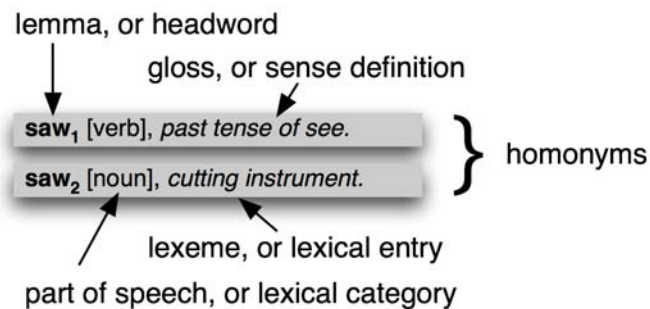 lemma, or headword
gloss, or sense definition
saw₁ [verb], past tense of see.
saw₂ [noun], cutting instrument.
} homonyms
lexeme, or lexical entry
part of speech, or lexical category